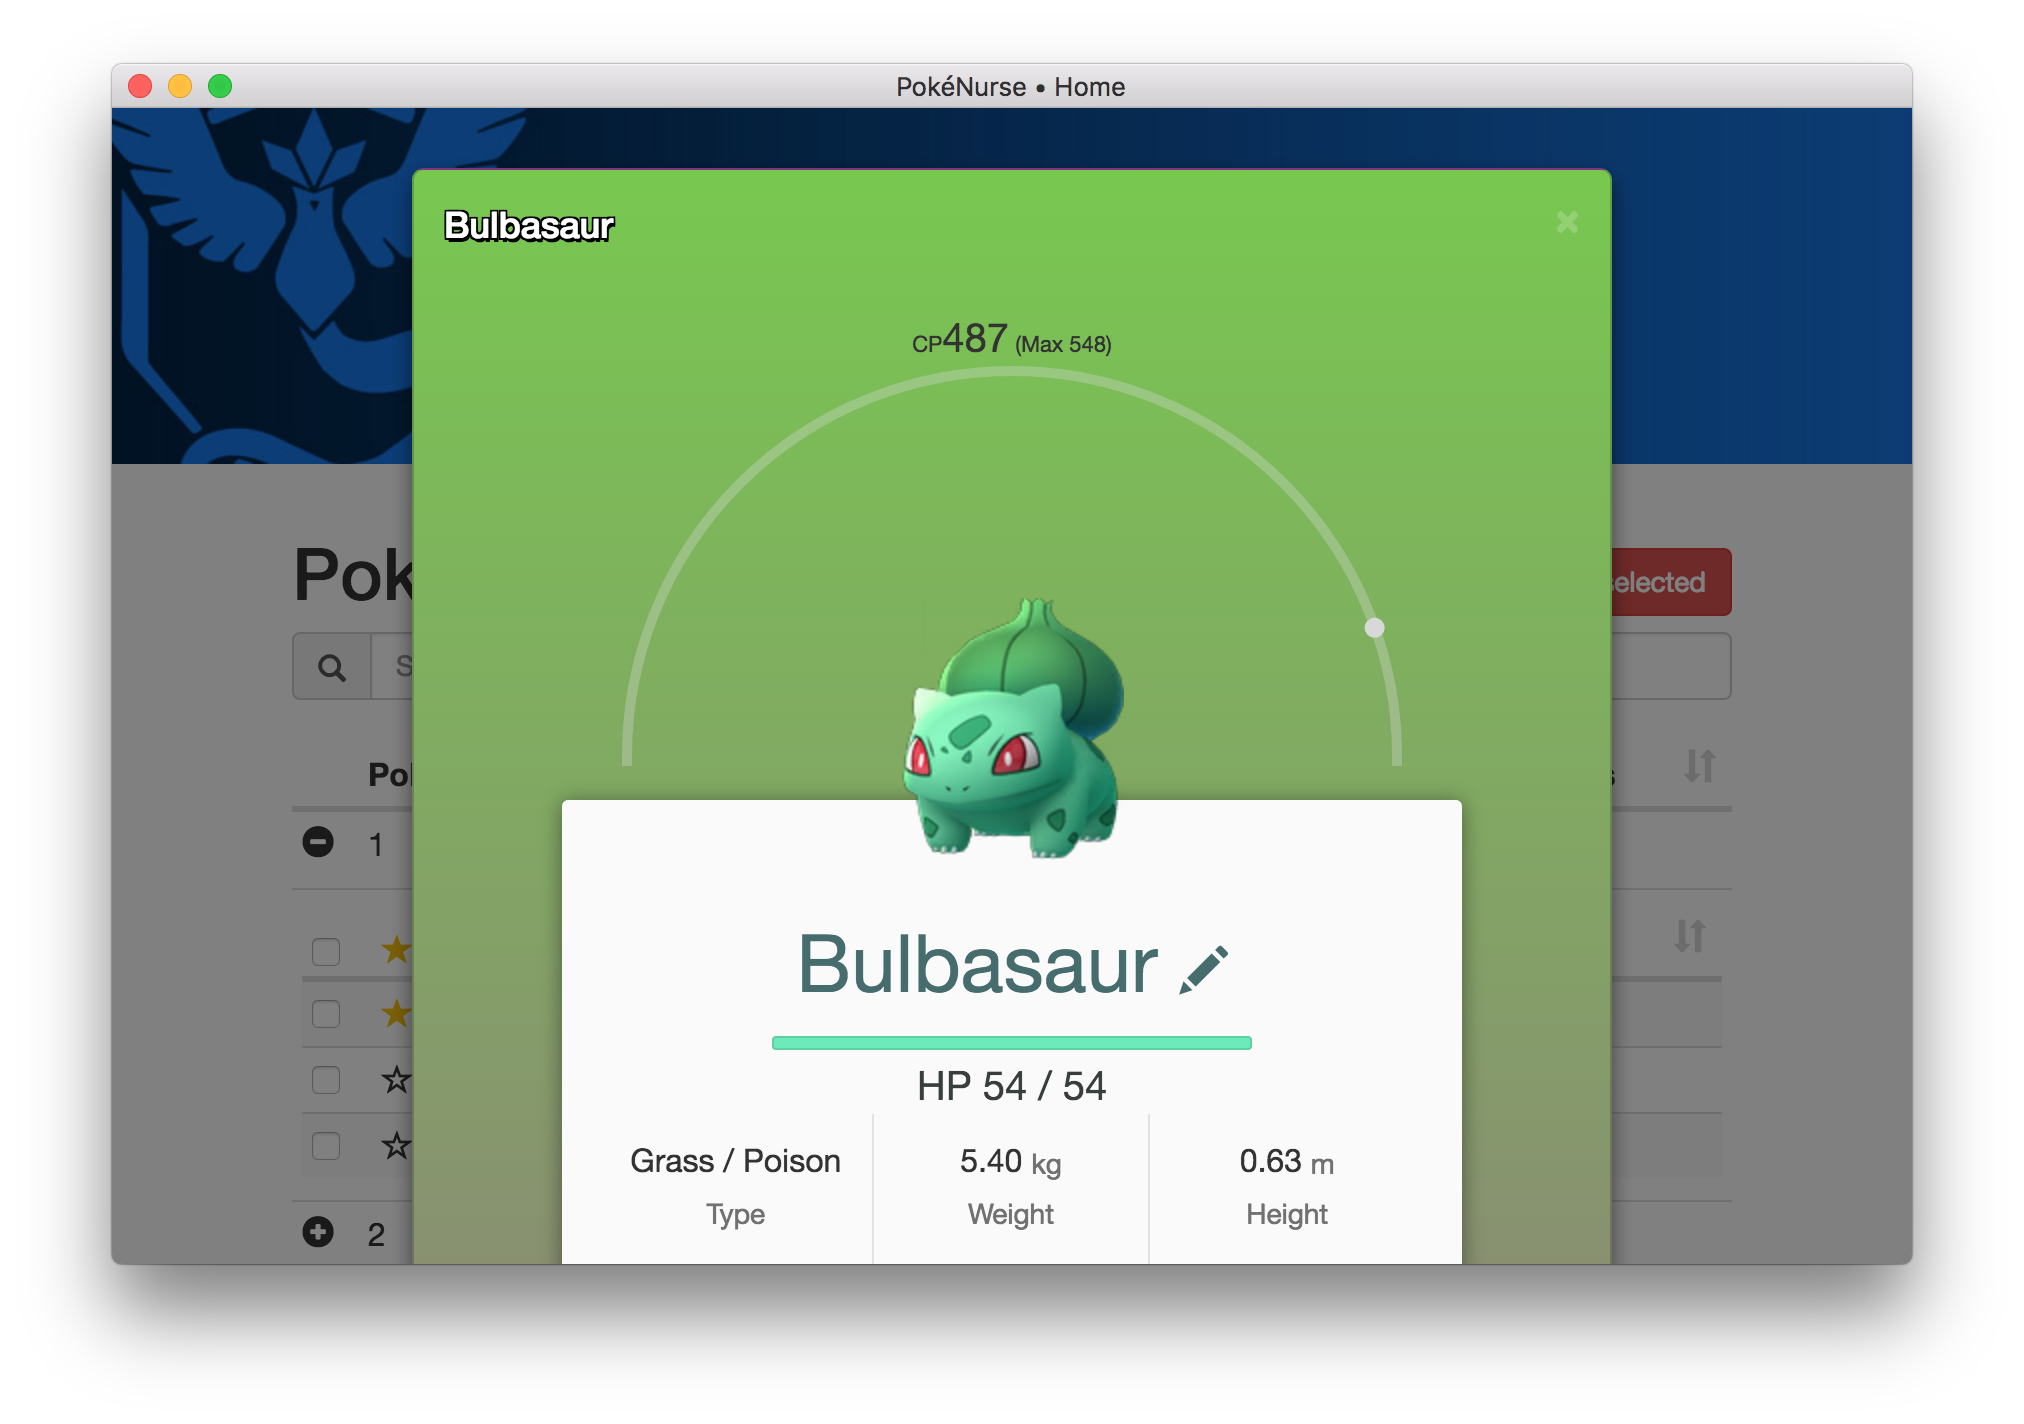 PokéNurse • Home
Bulbasaur
CP487 (Max 548)
Pok
elected
S
Pol
s
1
Bulbasaur
HP 54 / 54
Grass / Poison
5.40 kg
0.63 m
Type
Weight
Height
2